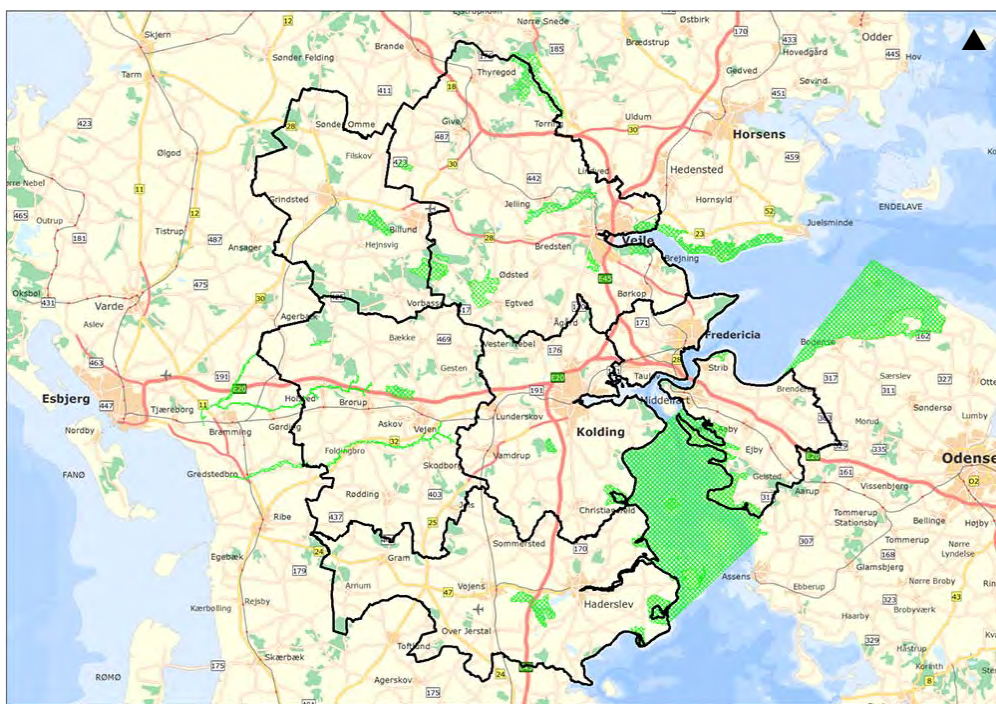 Nørre Snede
Østbirk
170
Odder
12
Skjern
Brande
185
Brædstrup
433
Hovedgård
445
Hov
Sønder Felding
Gedved
Søvind
Tarm
Thyregod
411
18
451
423
Sønder Omme
Give
Tørring
Uldum
30
Horsens
28
487
Ølgod
Filskov
423
30
459
442
Hedensted
11
12
Grindsted
Jelling
Hornsyld
52
ENDELAVE
465
Outrup
181
Tistrup
487
Billund
28
Vejle
23
Juelsminde
Ansager
Hejnsvig
Bredsten
Brejning
Oksbøl
431
475
30
Ødsted
E45
Børkop
Varde
Vorbasse
Egtved
Aslev
Agerbæk
Ågård
171
Fredericia
162
Bække
469
Vester Nebel
176
Bogense
463
Gesten
28
Strib
Særslev
191
E20
191
E20
Taulov
317
327
Esbjerg
447
Tjæreborg
11
Holsted
Brørup
Middelfart
Brenderup
311
Søndersø
Nordby
Bramming
Gørding
Askov
Vejen
Lunderskov
Kolding
Morud
Lumby
32
Foldingbro
Vamdrup
Ejby
335
Odense
FANØ
Gredstedbro
Skodborg
Gelsted
161
Vissenbjerg
O2
Rødding
403
Jels
Christiansfeld
Aarup
Ribe
437
25
Tommerup
Stationsby
Bellinge
Højby
Sommersted
307
Tommerup
Nørre
Lyndelse
Egebæk
24
Gram
170
168
Glamsbjerg
179
Arnum
Assens
Vojens
Ebberup
Nørre Broby
43
Kærbølling
Rejsby
47
Haderslev
323
Brobyværk
Haarby
Over Jerstal
329
Håstrup
Toftlund
Skærbæk
Korinth
175
24
8
RØMØ
Agerskov
175